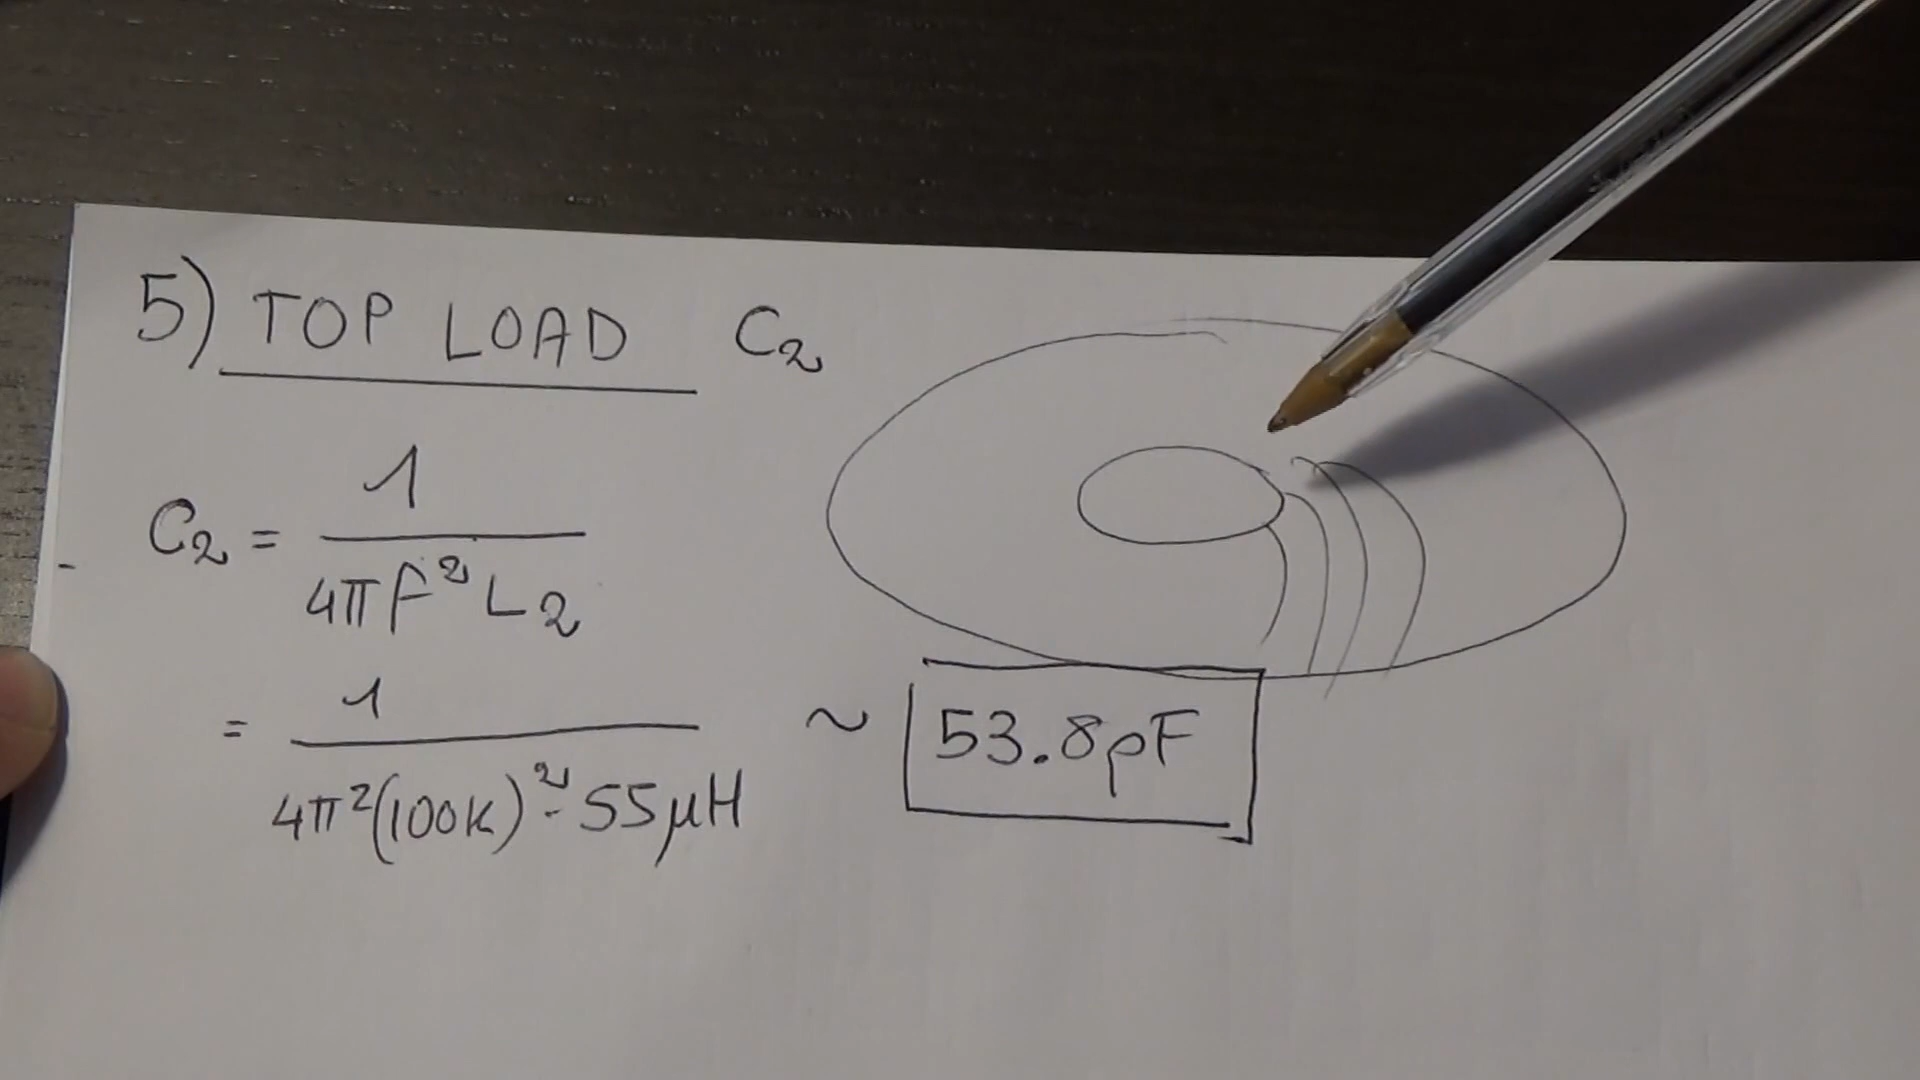 5) TOP LOAD C₂
C₂ = 1 / 4πf²L₂
= 1 / 4π²(100K)²·55μH ~ 53.8pF